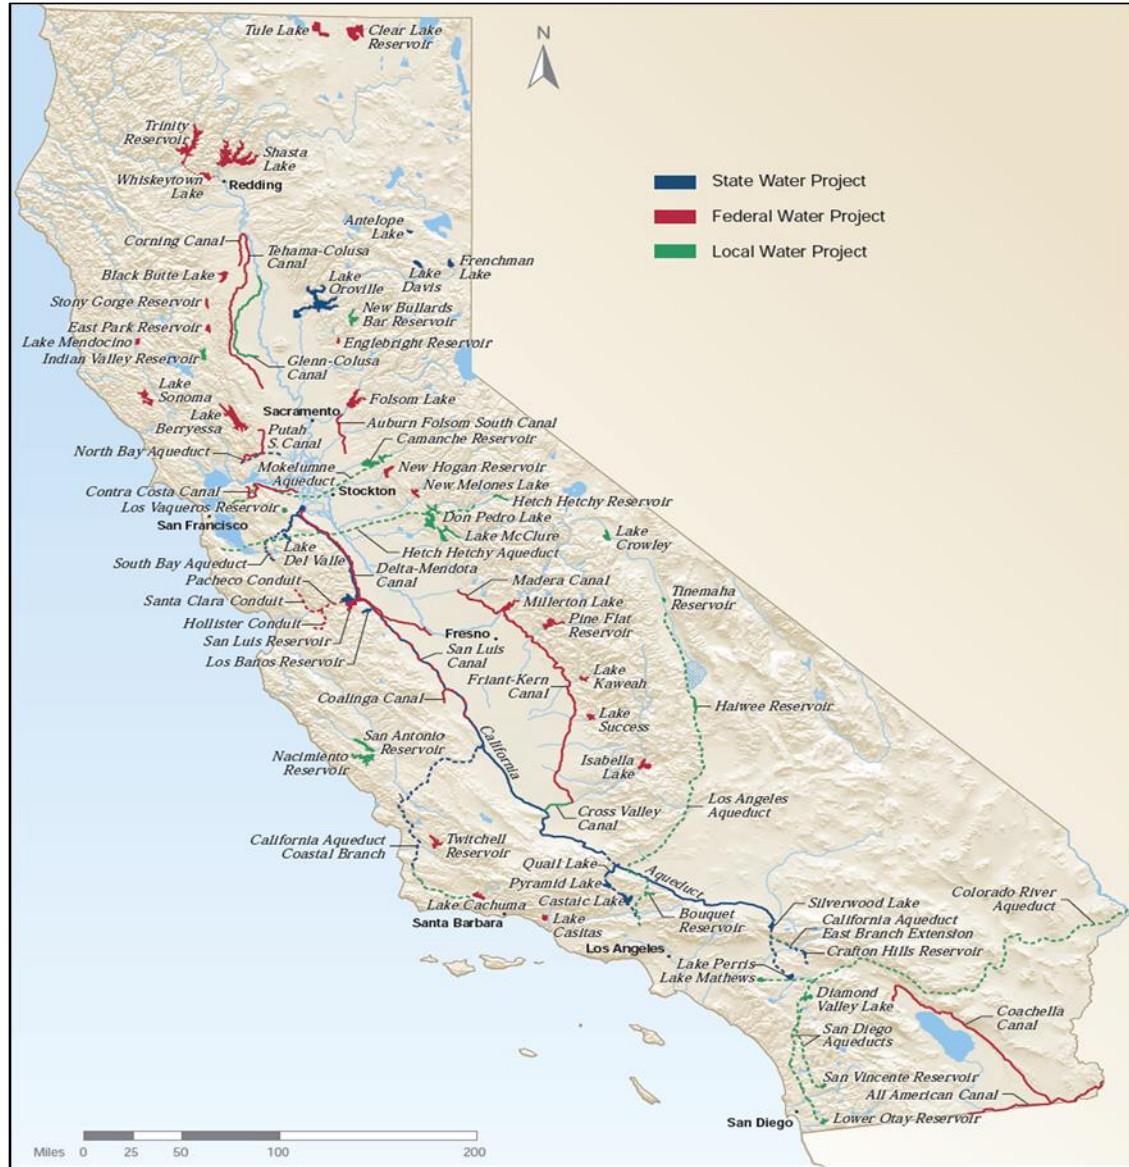 Tule Lake
Clear Lake
Reservoir
N
Trinity
Reservoir
Shasta
Lake
Whiskeytown
Lake
Redding
State Water Project
Federal Water Project
Local Water Project
Antelope
Lake
Corning Canal
Tehama-Colusa
Canal
Lake
Oroville
Lake
Davis
Frenchman
Lake
Black Butte Lake
Stony Gorge Reservoir
New Bullards
Bar Reservoir
East Park Reservoir
Lake Mendocino
Englebright Reservoir
Indian Valley Reservoir
Glenn-Colusa
Canal
Lake
Sonoma
Folsom Lake
Lake
Berryessa
Sacramento
Putah
S. Canal
Auburn Folsom South Canal
Camanche Reservoir
North Bay Aqueduct
Mokelumne
Aqueduct
New Hogan Reservoir
New Melones Lake
Contra Costa Canal
Stockton
Hetch Hetchy Reservoir
Los Vaqueros Reservoir
San Francisco
Don Pedro Lake
Lake McClure
Lake
Crowley
Hetch Hetchy Aqueduct
Lake
Del Valle
South Bay Aqueduct
Delta-Mendota
Canal
Pacheco Conduit
Madera Canal
Tinemaha
Reservoir
Santa Clara Conduit
Millerton Lake
Hollister Conduit
Pine Flat
Reservoir
San Luis Reservoir
Fresno
San Luis
Canal
Los Banos Reservoir
Lake
Kaweah
Friant-Kern
Canal
Coalinga Canal
Haiwee Reservoir
Lake
Success
San Antonio
Reservoir
California
Nacimiento
Reservoir
Isabella
Lake
Los Angeles
Aqueduct
Cross Valley
Canal
California Aqueduct
Coastal Branch
Twitchell
Reservoir
Quail Lake
Aqueduct
Pyramid Lake
Colorado River
Aqueduct
Lake Cachuma
Castaic Lake
Silverwood Lake
Santa Barbara
Lake
Casitas
Bouquet
Reservoir
California Aqueduct
East Branch Extension
Los Angeles
Crafton Hills Reservoir
Lake Perris
Lake Mathews
Diamond
Valley Lake
Coachella
Canal
San Diego
Aqueducts
San Vincente Reservoir
All American Canal
San Diego
Lower Otay Reservoir
Miles 0 25 50 100 200